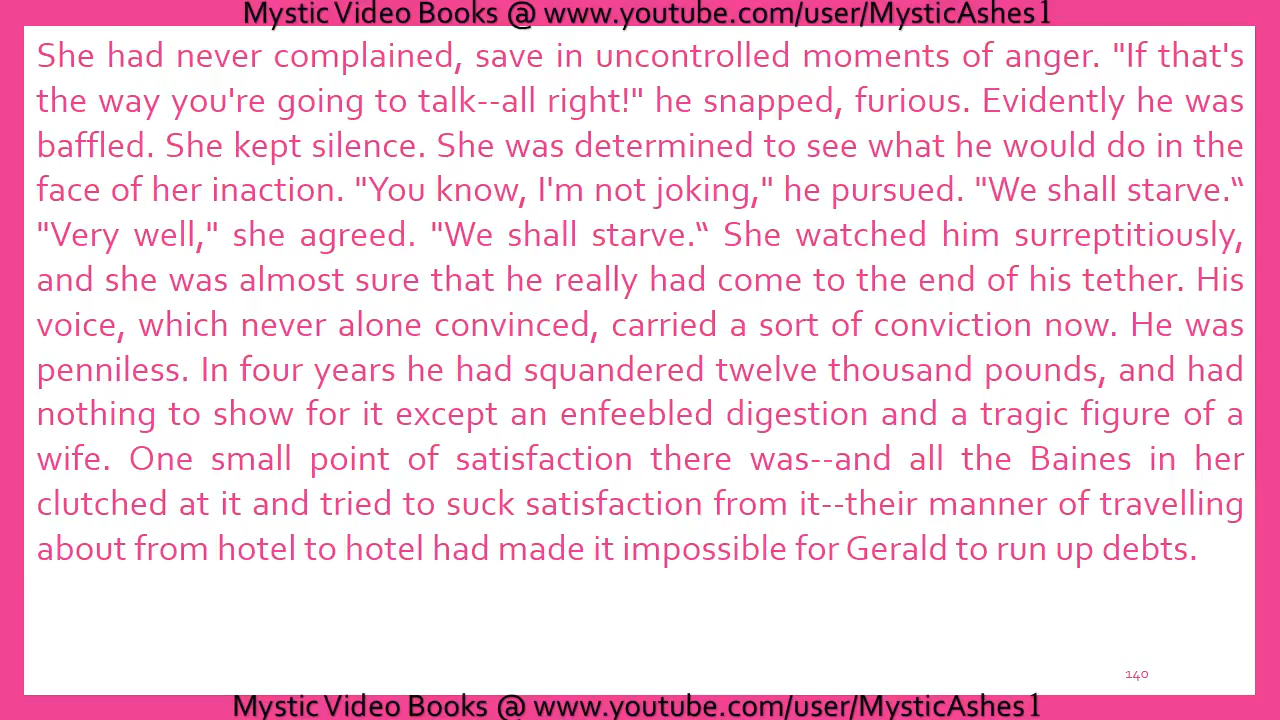 Mystic Video Books @ www.youtube.com/user/MysticAshes1
She had never complained, save in uncontrolled moments of anger. "If that's
the way you're going to talk--all right!" he snapped, furious. Evidently he was
baffled. She kept silence. She was determined to see what he would do in the
face of her inaction. "You know, I'm not joking," he pursued. "We shall starve.“
"Very well," she agreed. "We shall starve.“ She watched him surreptitiously,
and she was almost sure that he really had come to the end of his tether. His
voice, which never alone convinced, carried a sort of conviction now. He was
penniless. In four years he had squandered twelve thousand pounds, and had
nothing to show for it except an enfeebled digestion and a tragic figure of a
wife. One small point of satisfaction there was--and all the Baines in her
clutched at it and tried to suck satisfaction from it--their manner of travelling
about from hotel to hotel had made it impossible for Gerald to run up debts.
140
Mystic Video Books @ www.youtube.com/user/MysticAshes1